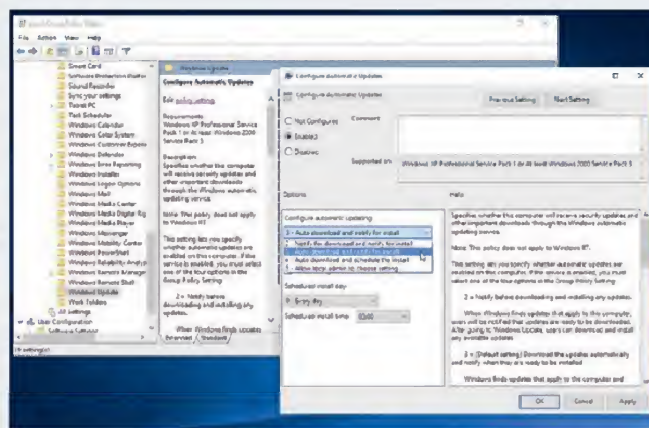 File Action View Help
Smart Card
Software Protection Platfor
Sound Recorder
Sync your settings
Tablet PC
Task Scheduler
Windows Calendar
Windows Color System
Windows Customer Experie
Windows Defender
Windows Error Reporting
Windows Installer
Windows Logon Options
Windows Mail
Windows Media Center
Windows Media Digital Rig
Windows Media Player
Windows Messenger
Windows Mobility Center
Windows PowerShell
Windows Reliability Analys
Windows Remote Manager
Windows Remote Shell
Windows Update
Work Folders
All Settings
User Configuration
Windows Update
Configure Automatic Updates
Edit policy setting
Requirements:
Windows XP Professional Service
Pack 1 or At least Windows 2000
Service Pack 3
Description:
Specifies whether the computer
will receive security updates and
other important downloads
through the Windows automatic
updating service.
Note: This policy does not apply
to Windows RT.
This setting lets you specify
whether automatic updates are
enabled on this computer. If the
service is enabled, you must select
one of the four options in the
Group Policy Setting:
2 = Notify before
downloading and installing any
updates.
When Windows finds updates
Extended Standard
Configure Automatic Updates
Configure Automatic Updates
Previous Setting Next Setting
Not Configured Comment:
Enabled
Disabled
Supported on:
Windows XP Professional Service Pack 1 or At least Windows 2000 Service Pack 3
Options: Help:
Configure automatic updating:
3 - Auto download and notify for install
2 - Notify for download and notify for install
3 - Auto download and notify for install
4 - Auto download and schedule the install
5 - Allow local admin to choose setting
Scheduled install day:
0 - Every day
Scheduled install time: 03:00
Specifies whether this computer will receive security updates and
other important downloads through the Windows automatic
updating service.
Note: This policy does not apply to Windows RT.
This setting lets you specify whether automatic updates are
enabled on this computer. If the service is enabled, you must
select one of the four options in the Group Policy Setting:
2 = Notify before downloading and installing any updates.
When Windows finds updates that apply to this computer,
users will be notified that updates are ready to be downloaded.
After going to Windows Update, users can download and install
any available updates.
3 = (Default setting) Download the updates automatically
and notify when they are ready to be installed
Windows finds updates that apply to the computer and
OK Cancel Apply